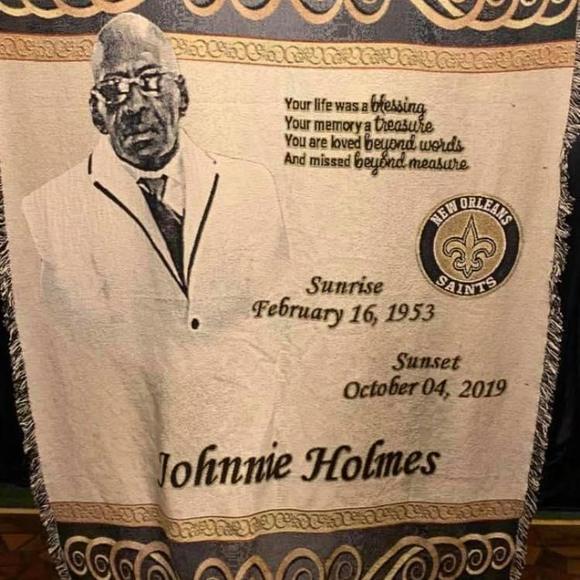 Your life was a blessing
Your memory a treasure
You are loved beyond words
And missed beyond measure
NEW ORLEANS
SAINTS
Sunrise
February 16, 1953
Sunset
October 04, 2019
Johnnie Holmes